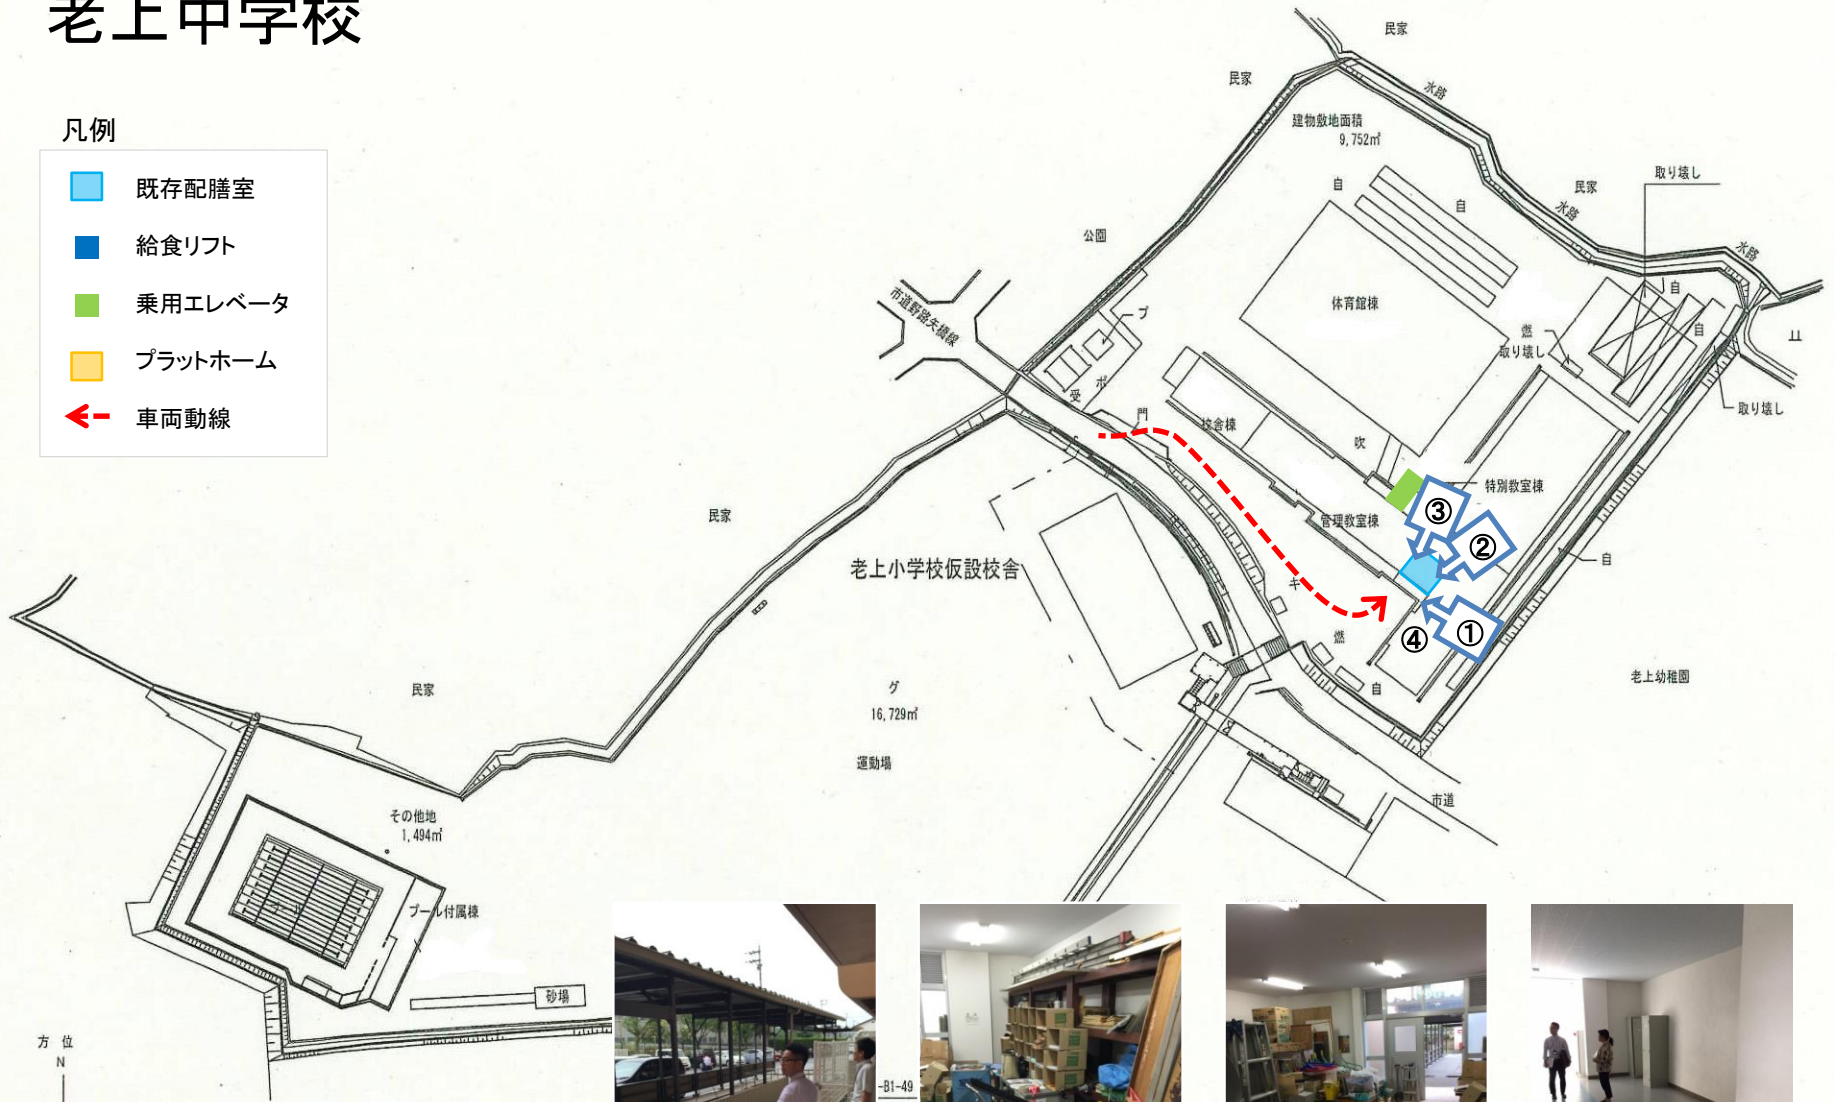 老上中学校
凡例
既存配膳室
給食リフト
乗用エレベータ
プラットホーム
車両動線
民家
民家
水路
建物敷地面積
9,752㎡
取り壊し
自
自
民家
水路
公園
水路
市道野路矢橋線
プ
体育館棟
自
自
燃
取り壊し
ポ
受
門
取り壊し
校舎棟
吹
特別教室棟
③
管理教室棟
②
民家
老上小学校仮設校舎
自
キ
①
④
燃
老上幼稚園
自
民家
グ
16,729㎡
運動場
市道
その他地
1,494㎡
プール付属棟
砂場
方 位
N
-B1-49